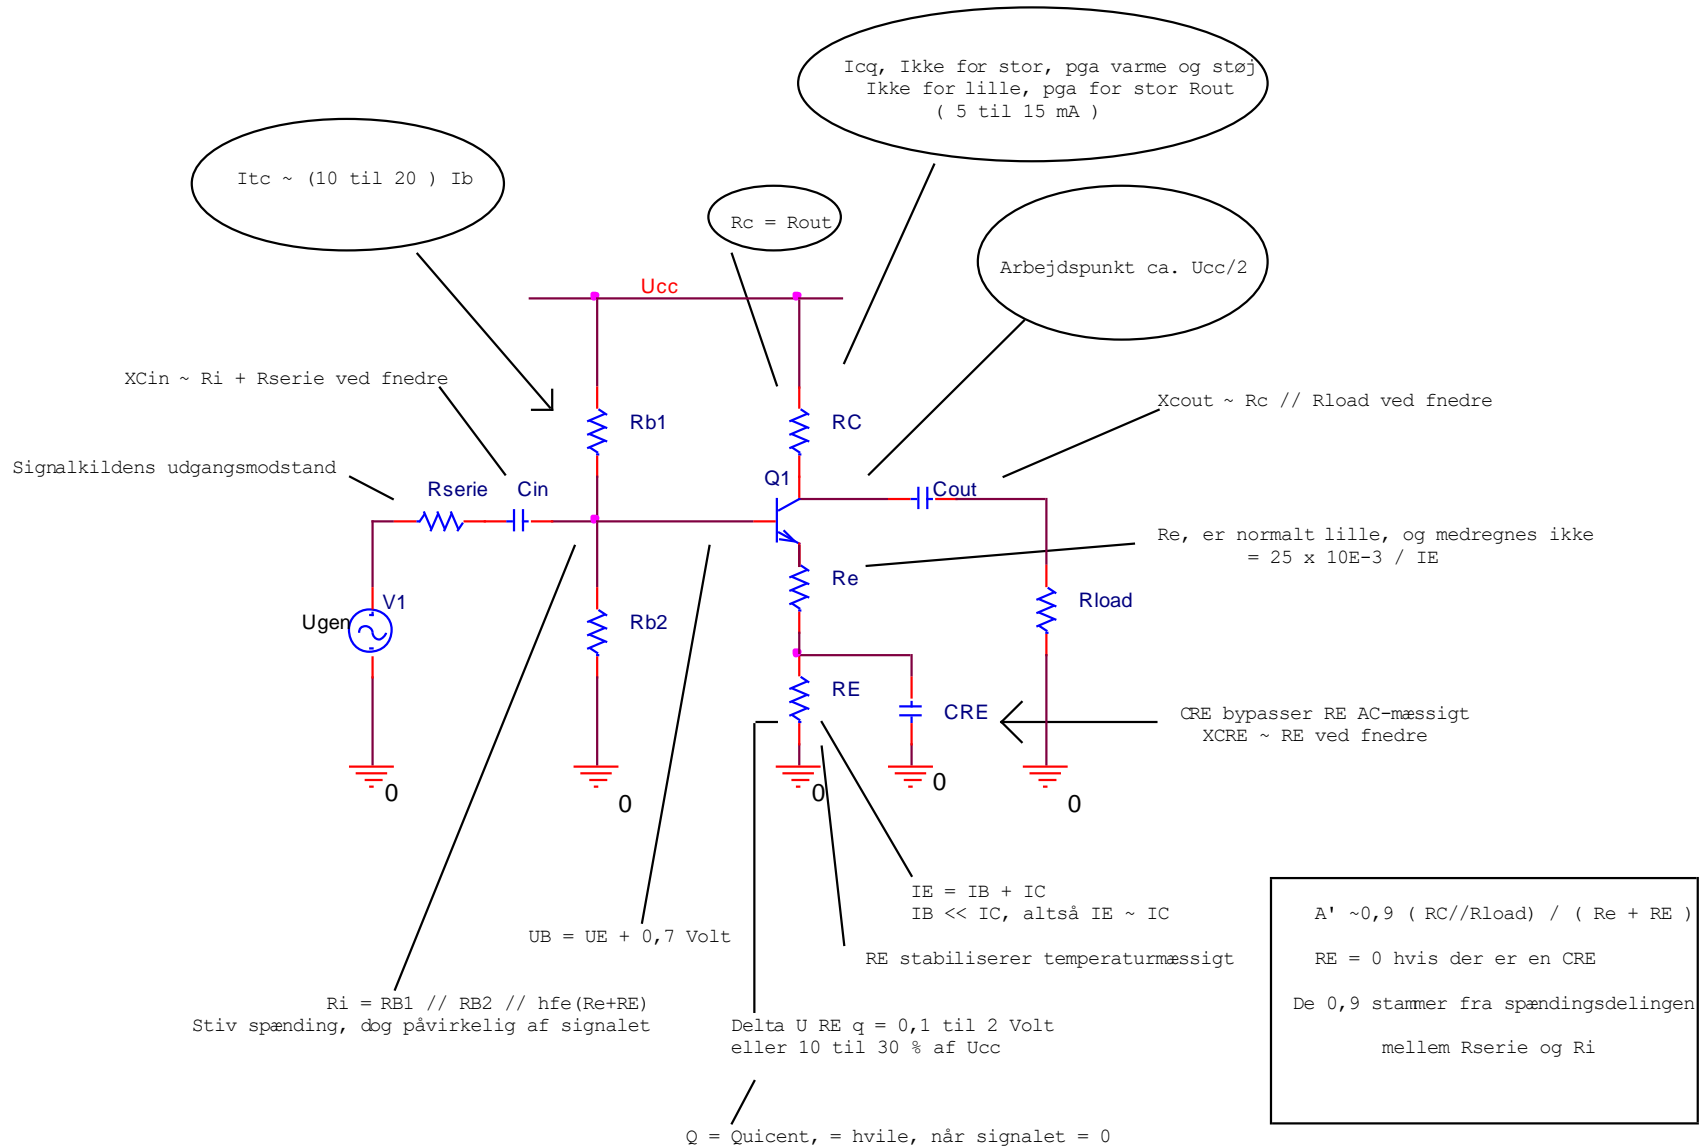 Icq, Ikke for stor, pga varme og støj
Ikke for lille, pga for stor Rout
( 5 til 15 mA )
Itc ~ (10 til 20 ) Ib
Rc = Rout
Arbejdspunkt ca. Ucc/2
Ucc
XCin ~ Ri + Rserie ved fnedre
Xcout ~ Rc // Rload ved fnedre
Rb1
RC
Signalkildens udgangsmodstand
Q1
Rserie
Cin
Cout
Re, er normalt lille, og medregnes ikke
= 25 x 10E-3 / IE
Re
V1
Rload
Ugen
Rb2
RE
CRE
CRE bypasser RE AC-mæssigt
XCRE ~ RE ved fnedre
0
0
0
0
0
IE = IB + IC
IB << IC, altså IE ~ IC
A' ~0,9 ( RC//Rload) / ( Re + RE )
UB = UE + 0,7 Volt
RE stabiliserer temperaturmæssigt
RE = 0 hvis der er en CRE
Ri = RB1 // RB2 // hfe(Re+RE)
Stiv spænding, dog påvirkelig af signalet
De 0,9 stammer fra spændingsdelingen
mellem Rserie og Ri
Delta U RE q = 0,1 til 2 Volt
eller 10 til 30 % af Ucc
Q = Quicent, = hvile, når signalet = 0